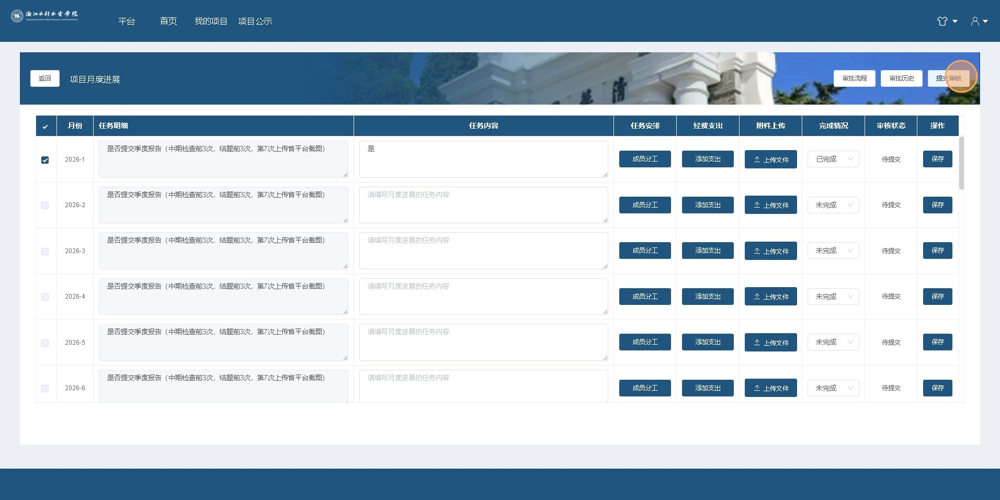 浙江水利水电学院
Zhejiang University of Water Resources and Electric Power
平台 首页 我的项目 项目公示
返回 项目月度进展
清华
审批流程 审批历史 提交审核
月份 任务明细 任务内容 任务安排 经费支出 附件上传 完成情况 审核状态 操作
2026-1 是否提交季度报告（中期检查前3次，结题前3次，第7次上传省平台截图） 是 成员分工 添加支出 上传文件 已完成 待提交 保存
2026-2 是否提交季度报告（中期检查前3次，结题前3次，第7次上传省平台截图） 请填写月度进展的任务内容 成员分工 添加支出 上传文件 未完成 待提交 保存
2026-3 是否提交季度报告（中期检查前3次，结题前3次，第7次上传省平台截图） 请填写月度进展的任务内容 成员分工 添加支出 上传文件 未完成 待提交 保存
2026-4 是否提交季度报告（中期检查前3次，结题前3次，第7次上传省平台截图） 请填写月度进展的任务内容 成员分工 添加支出 上传文件 未完成 待提交 保存
2026-5 是否提交季度报告（中期检查前3次，结题前3次，第7次上传省平台截图） 请填写月度进展的任务内容 成员分工 添加支出 上传文件 未完成 待提交 保存
2026-6 是否提交季度报告（中期检查前3次，结题前3次，第7次上传省平台截图） 请填写月度进展的任务内容 成员分工 添加支出 上传文件 未完成 待提交 保存